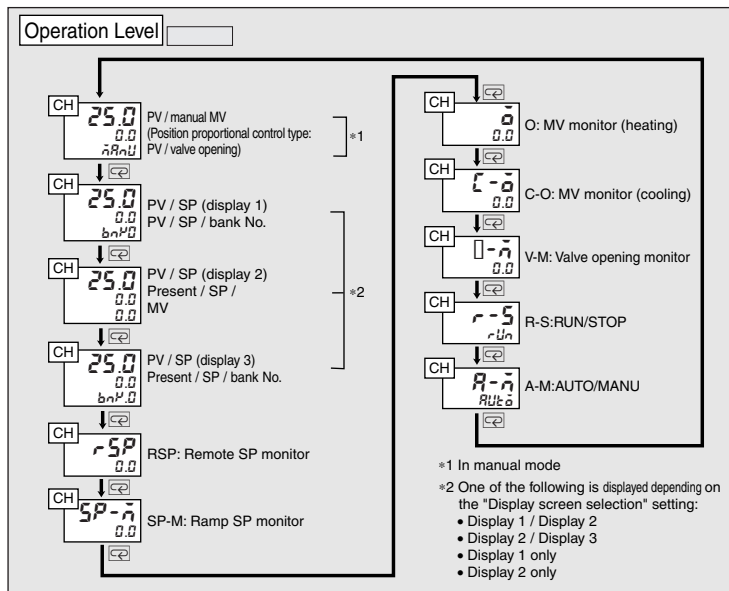 Operation Level
CH
25.0
0.0
PV / manual MV
(Position proportional control type:
PV / valve opening)
*1
CH
25.0
0.0
PV / SP (display 1)
PV / SP / bank No.
CH
25.0
0.0
0.0
PV / SP (display 2)
Present / SP /
MV
*2
CH
25.0
0.0
PV / SP (display 3)
Present / SP / bank No.
CH
rSP
0.0
RSP: Remote SP monitor
CH
SP-M
0.0
SP-M: Ramp SP monitor
CH
o
0.0
O: MV monitor (heating)
CH
C-o
0.0
C-O: MV monitor (cooling)
CH
0.0
V-M: Valve opening monitor
CH
r-S
rUn
R-S:RUN/STOP
CH
A-M
AUto
A-M:AUTO/MANU
*1 In manual mode
*2 One of the following is displayed depending on
the "Display screen selection" setting:
• Display 1 / Display 2
• Display 2 / Display 3
• Display 1 only
• Display 2 only